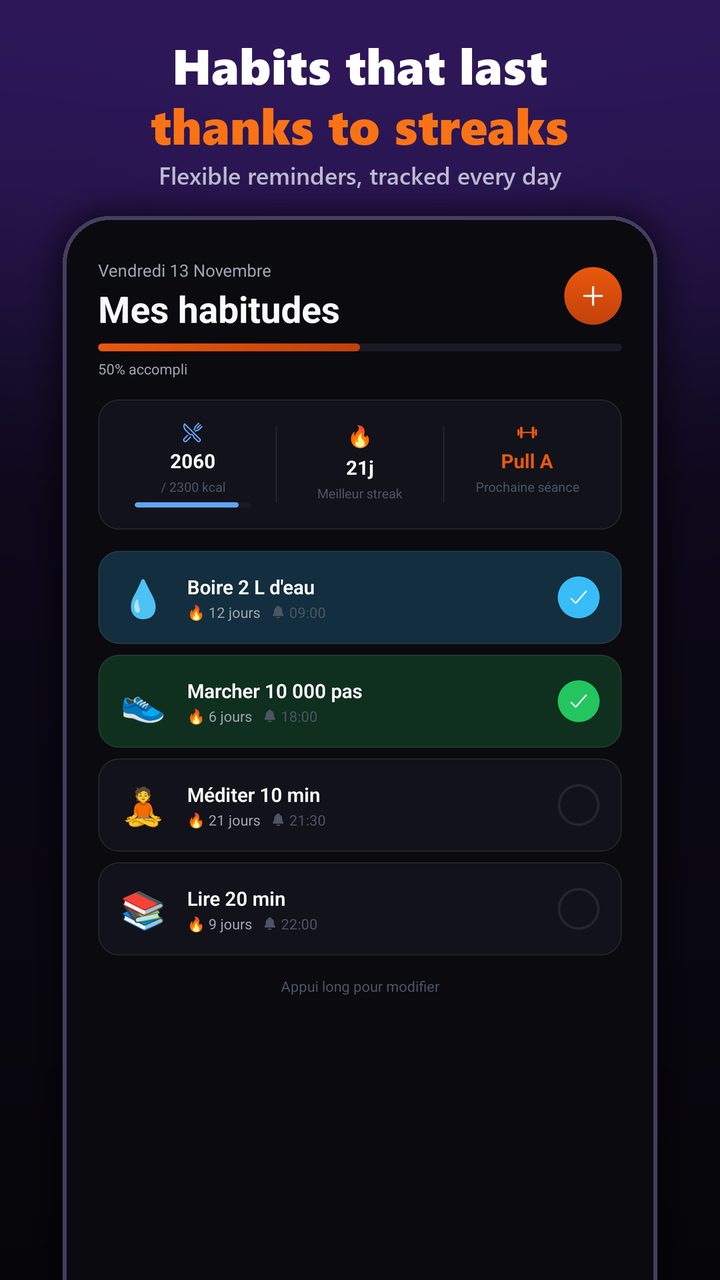 Habits that last
thanks to streaks
Flexible reminders, tracked every day
Vendredi 13 Novembre
Mes habitudes
50% accompli
2060
/ 2300 kcal
21j
Meilleur streak
Pull A
Prochaine séance
Boire 2 L d'eau
12 jours 09:00
Marcher 10 000 pas
6 jours 18:00
Méditer 10 min
21 jours 21:30
Lire 20 min
9 jours 22:00
Appui long pour modifier